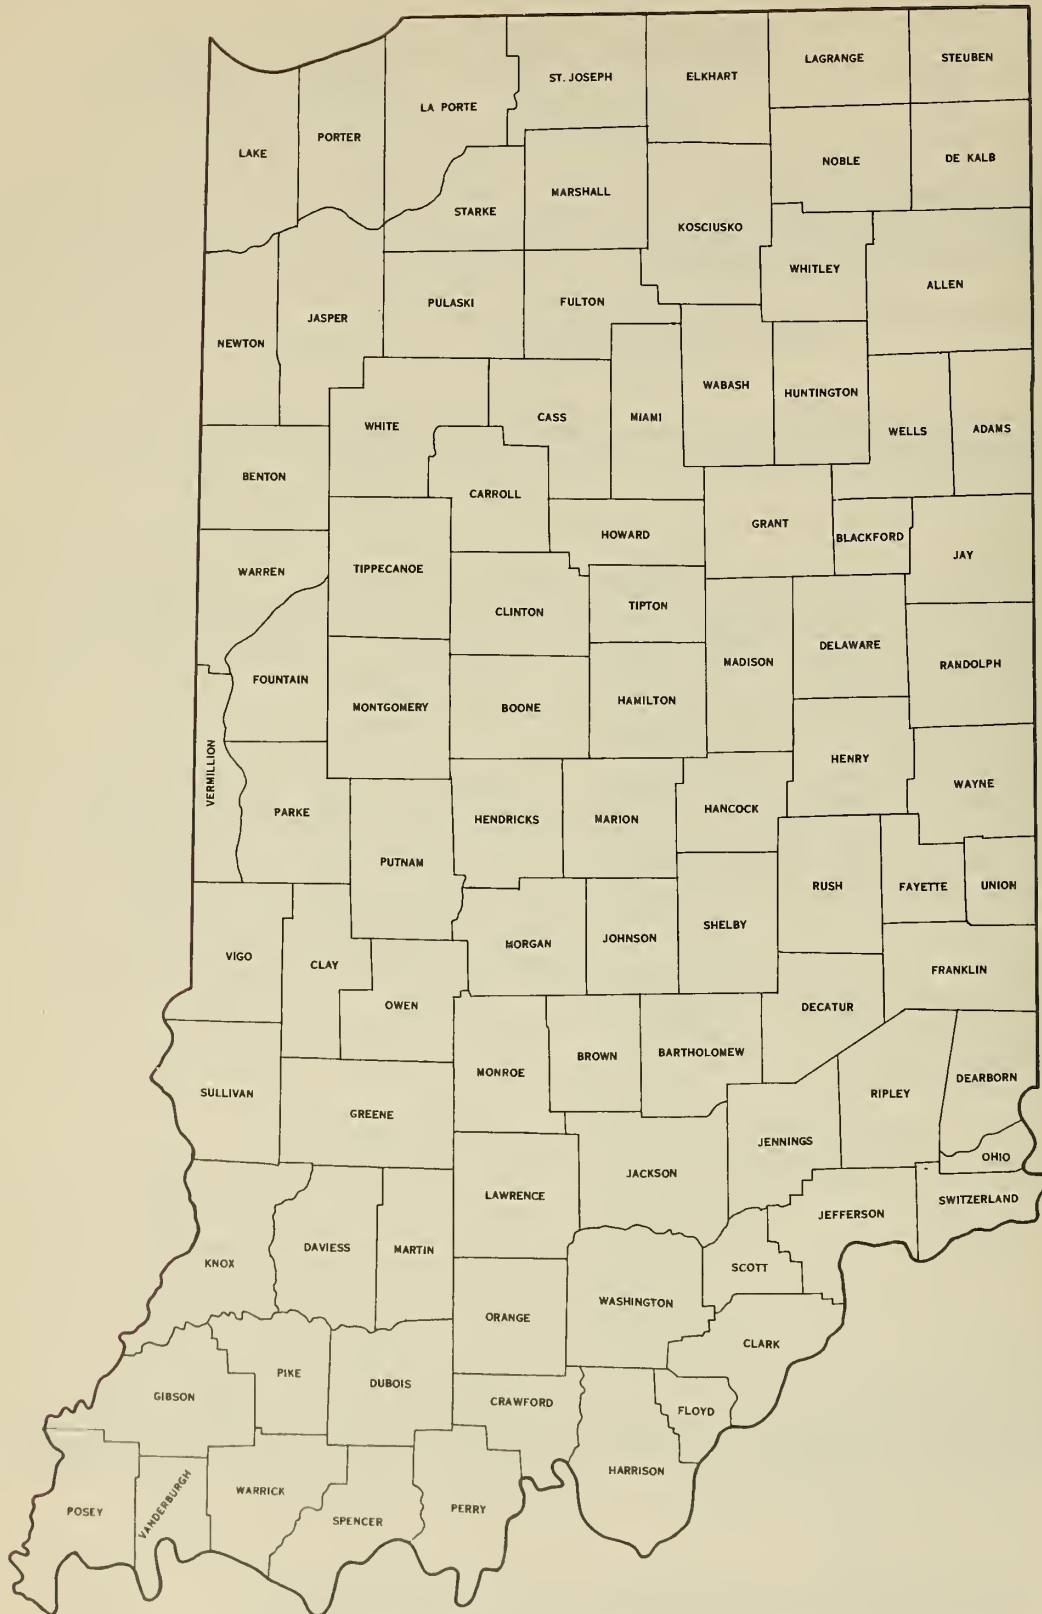 LAGRANGE
STEUBEN
ST. JOSEPH
ELKHART
LA PORTE
PORTER
LAKE
NOBLE
DE KALB
MARSHALL
STARKE
KOSCIUSKO
WHITLEY
ALLEN
PULASKI
FULTON
JASPER
NEWTON
WABASH
HUNTINGTON
CASS
MIAMI
WHITE
WELLS
ADAMS
BENTON
CARROLL
GRANT
HOWARD
BLACKFORD
JAY
TIPPECANOE
WARREN
CLINTON
TIPTON
DELAWARE
MADISON
RANDOLPH
FOUNTAIN
MONTGOMERY
BOONE
HAMILTON
HENRY
VERMILLION
WAYNE
PARKE
HENDRICKS
MARION
HANCOCK
PUTNAM
RUSH
FAYETTE
UNION
SHELBY
MORGAN
JOHNSON
VIGO
CLAY
FRANKLIN
OWEN
DECATUR
BROWN
BARTHOLOMEW
MONROE
DEARBORN
SULLIVAN
RIPLEY
GREENE
JENNINGS
OHIO
JACKSON
LAWRENCE
SWITZERLAND
JEFFERSON
DAVIESS
MARTIN
KNOX
SCOTT
WASHINGTON
ORANGE
CLARK
PIKE
DUBOIS
GIBSON
CRAWFORD
FLOYD
HARRISON
WARRICK
VANDERBURGH
POSEY
PERRY
SPENCER